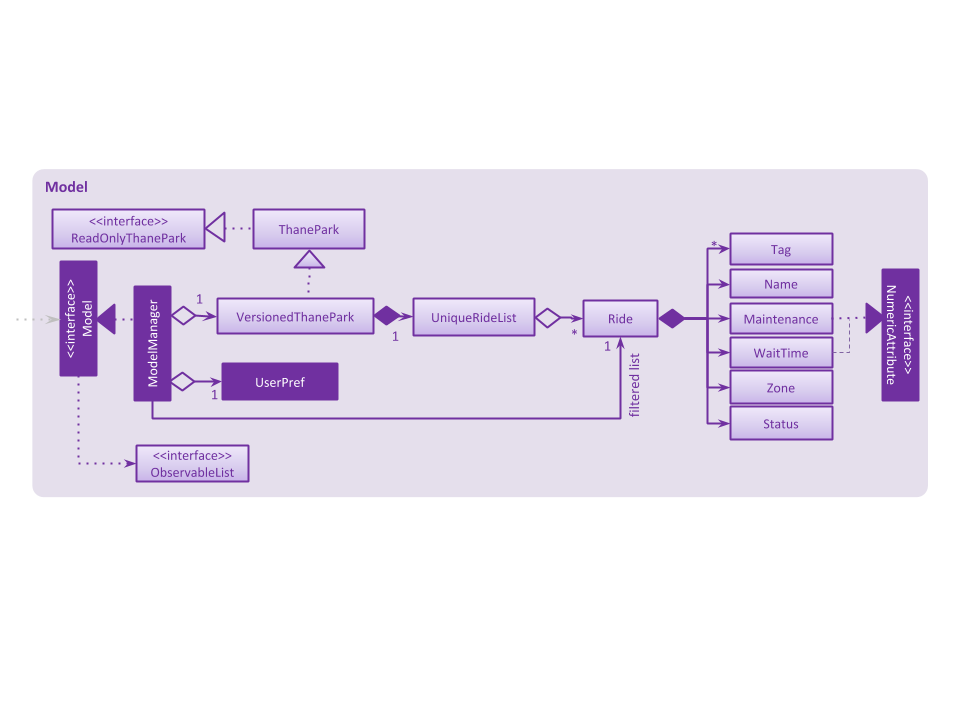 Model
<<interface>>
ReadOnlyThanePark
ThanePark
<<interface>>
Model
ModelManager
1
VersionedThanePark
1
UniqueRideList
*
Ride
1
filtered list
1
UserPref
<<interface>>
ObservableList
*
Tag
Name
Maintenance
WaitTime
Zone
Status
<<interface>>
NumericAttribute